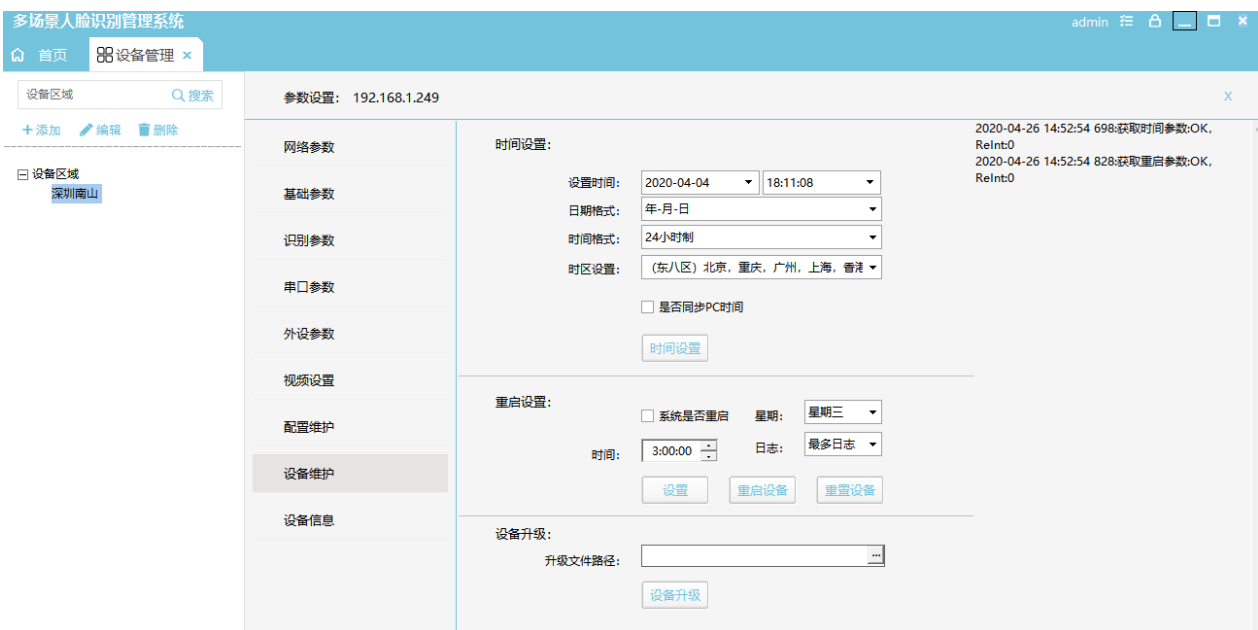 多场景人脸识别管理系统
admin
首页
设备管理 ×
设备区域
搜索
添加 编辑 删除
设备区域
深圳南山
参数设置: 192.168.1.249
X
网络参数
基础参数
识别参数
串口参数
外设参数
视频设置
配置维护
设备维护
设备信息
时间设置:
设置时间: 2020-04-04 18:11:08
日期格式: 年-月-日
时间格式: 24小时制
时区设置: (东八区) 北京, 重庆, 广州, 上海, 香港
是否同步PC时间
时间设置
重启设置:
系统是否重启 星期: 星期三
时间: 3:00:00 日志: 最多日志
设置 重启设备 重置设备
设备升级:
升级文件路径: ...
设备升级
2020-04-26 14:52:54 698:获取时间参数:OK,
ReInt:0
2020-04-26 14:52:54 828:获取重启参数:OK,
ReInt:0